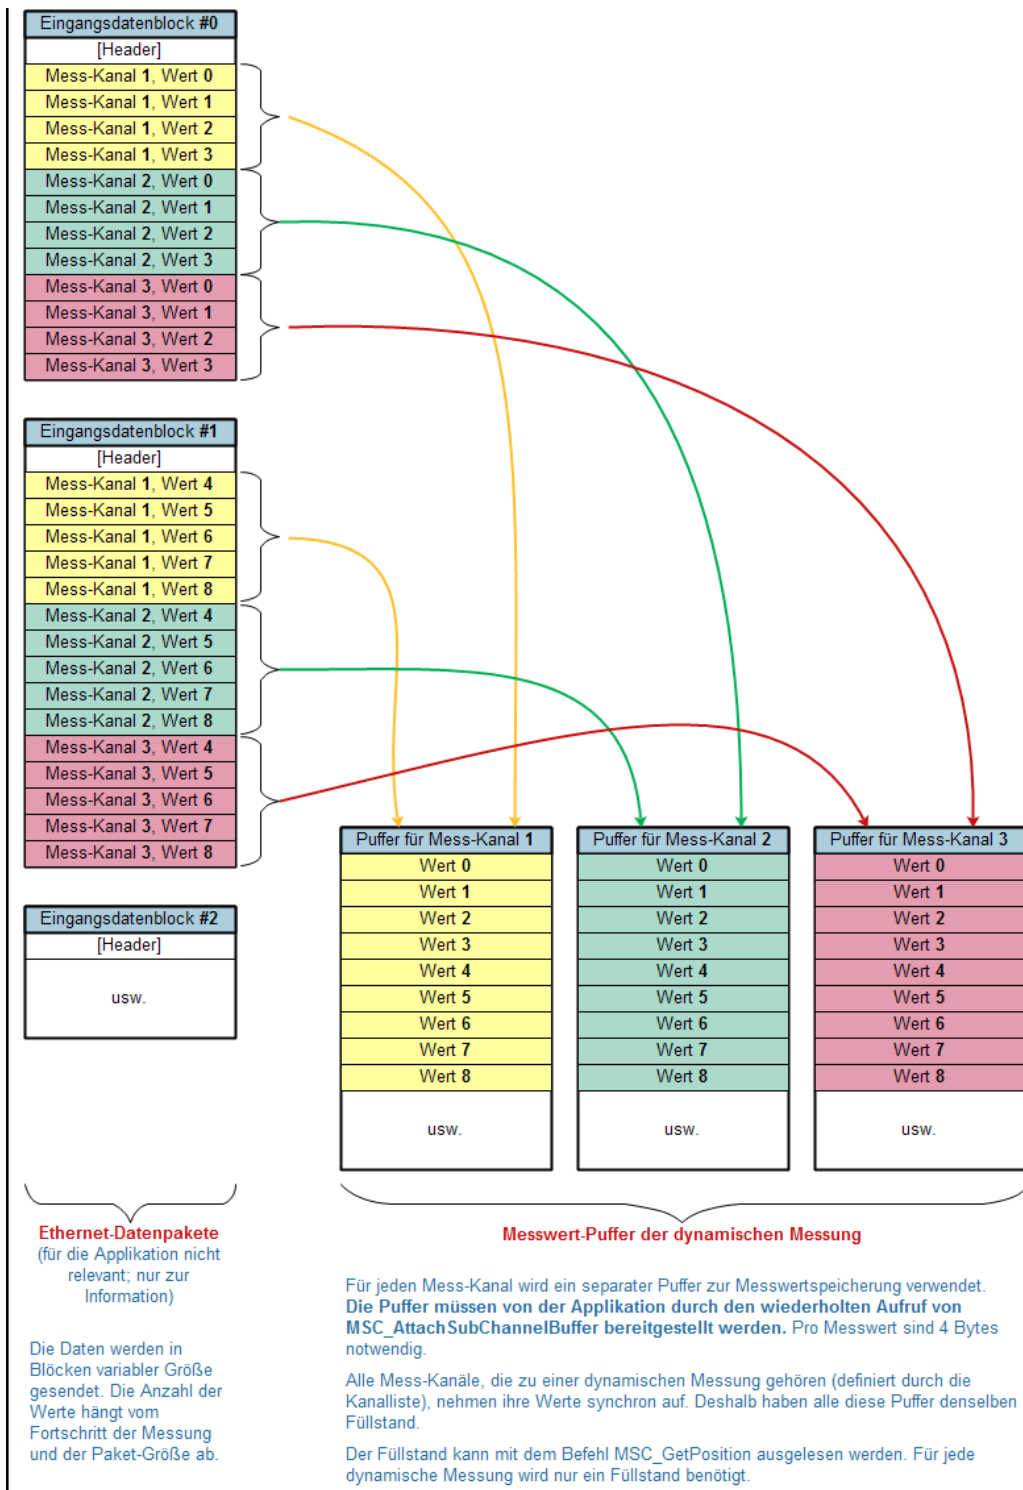 Eingangsdatenblock #0
[Header]
Mess-Kanal 1, Wert 0
Mess-Kanal 1, Wert 1
Mess-Kanal 1, Wert 2
Mess-Kanal 1, Wert 3
Mess-Kanal 2, Wert 0
Mess-Kanal 2, Wert 1
Mess-Kanal 2, Wert 2
Mess-Kanal 2, Wert 3
Mess-Kanal 3, Wert 0
Mess-Kanal 3, Wert 1
Mess-Kanal 3, Wert 2
Mess-Kanal 3, Wert 3
Eingangsdatenblock #1
[Header]
Mess-Kanal 1, Wert 4
Mess-Kanal 1, Wert 5
Mess-Kanal 1, Wert 6
Mess-Kanal 1, Wert 7
Mess-Kanal 1, Wert 8
Mess-Kanal 2, Wert 4
Mess-Kanal 2, Wert 5
Mess-Kanal 2, Wert 6
Mess-Kanal 2, Wert 7
Mess-Kanal 2, Wert 8
Mess-Kanal 3, Wert 4
Mess-Kanal 3, Wert 5
Mess-Kanal 3, Wert 6
Mess-Kanal 3, Wert 7
Mess-Kanal 3, Wert 8
Eingangsdatenblock #2
[Header]
usw.
Puffer für Mess-Kanal 1
Wert 0
Wert 1
Wert 2
Wert 3
Wert 4
Wert 5
Wert 6
Wert 7
Wert 8
usw.
Puffer für Mess-Kanal 2
Wert 0
Wert 1
Wert 2
Wert 3
Wert 4
Wert 5
Wert 6
Wert 7
Wert 8
usw.
Puffer für Mess-Kanal 3
Wert 0
Wert 1
Wert 2
Wert 3
Wert 4
Wert 5
Wert 6
Wert 7
Wert 8
usw.
Ethernet-Datenpakete
(für die Applikation nicht
relevant; nur zur
Information)
Die Daten werden in
Blöcken variabler Größe
gesendet. Die Anzahl der
Werte hängt vom
Fortschritt der Messung
und der Paket-Größe ab.
Messwert-Puffer der dynamischen Messung
Für jeden Mess-Kanal wird ein separater Puffer zur Messwertspeicherung verwendet.
Die Puffer müssen von der Applikation durch den wiederholten Aufruf von
MSC_AttachSubChannelBuffer bereitgestellt werden. Pro Messwert sind 4 Bytes
notwendig.
Alle Mess-Kanäle, die zu einer dynamischen Messung gehören (definiert durch die
Kanalliste), nehmen ihre Werte synchron auf. Deshalb haben alle diese Puffer denselben
Füllstand.
Der Füllstand kann mit dem Befehl MSC_GetPosition ausgelesen werden. Für jede
dynamische Messung wird nur ein Füllstand benötigt.